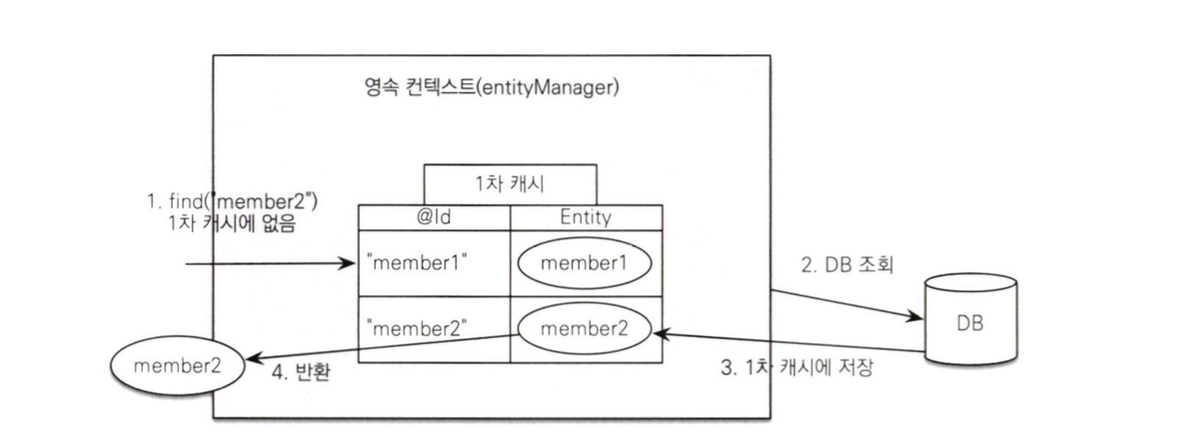 영속 컨텍스트(entityManager)
1차 캐시
1. find("member2")
1차 캐시에 없음
@Id Entity
"member1" member1
2. DB 조회
DB
"member2" member2
member2
4. 반환
3. 1차 캐시에 저장